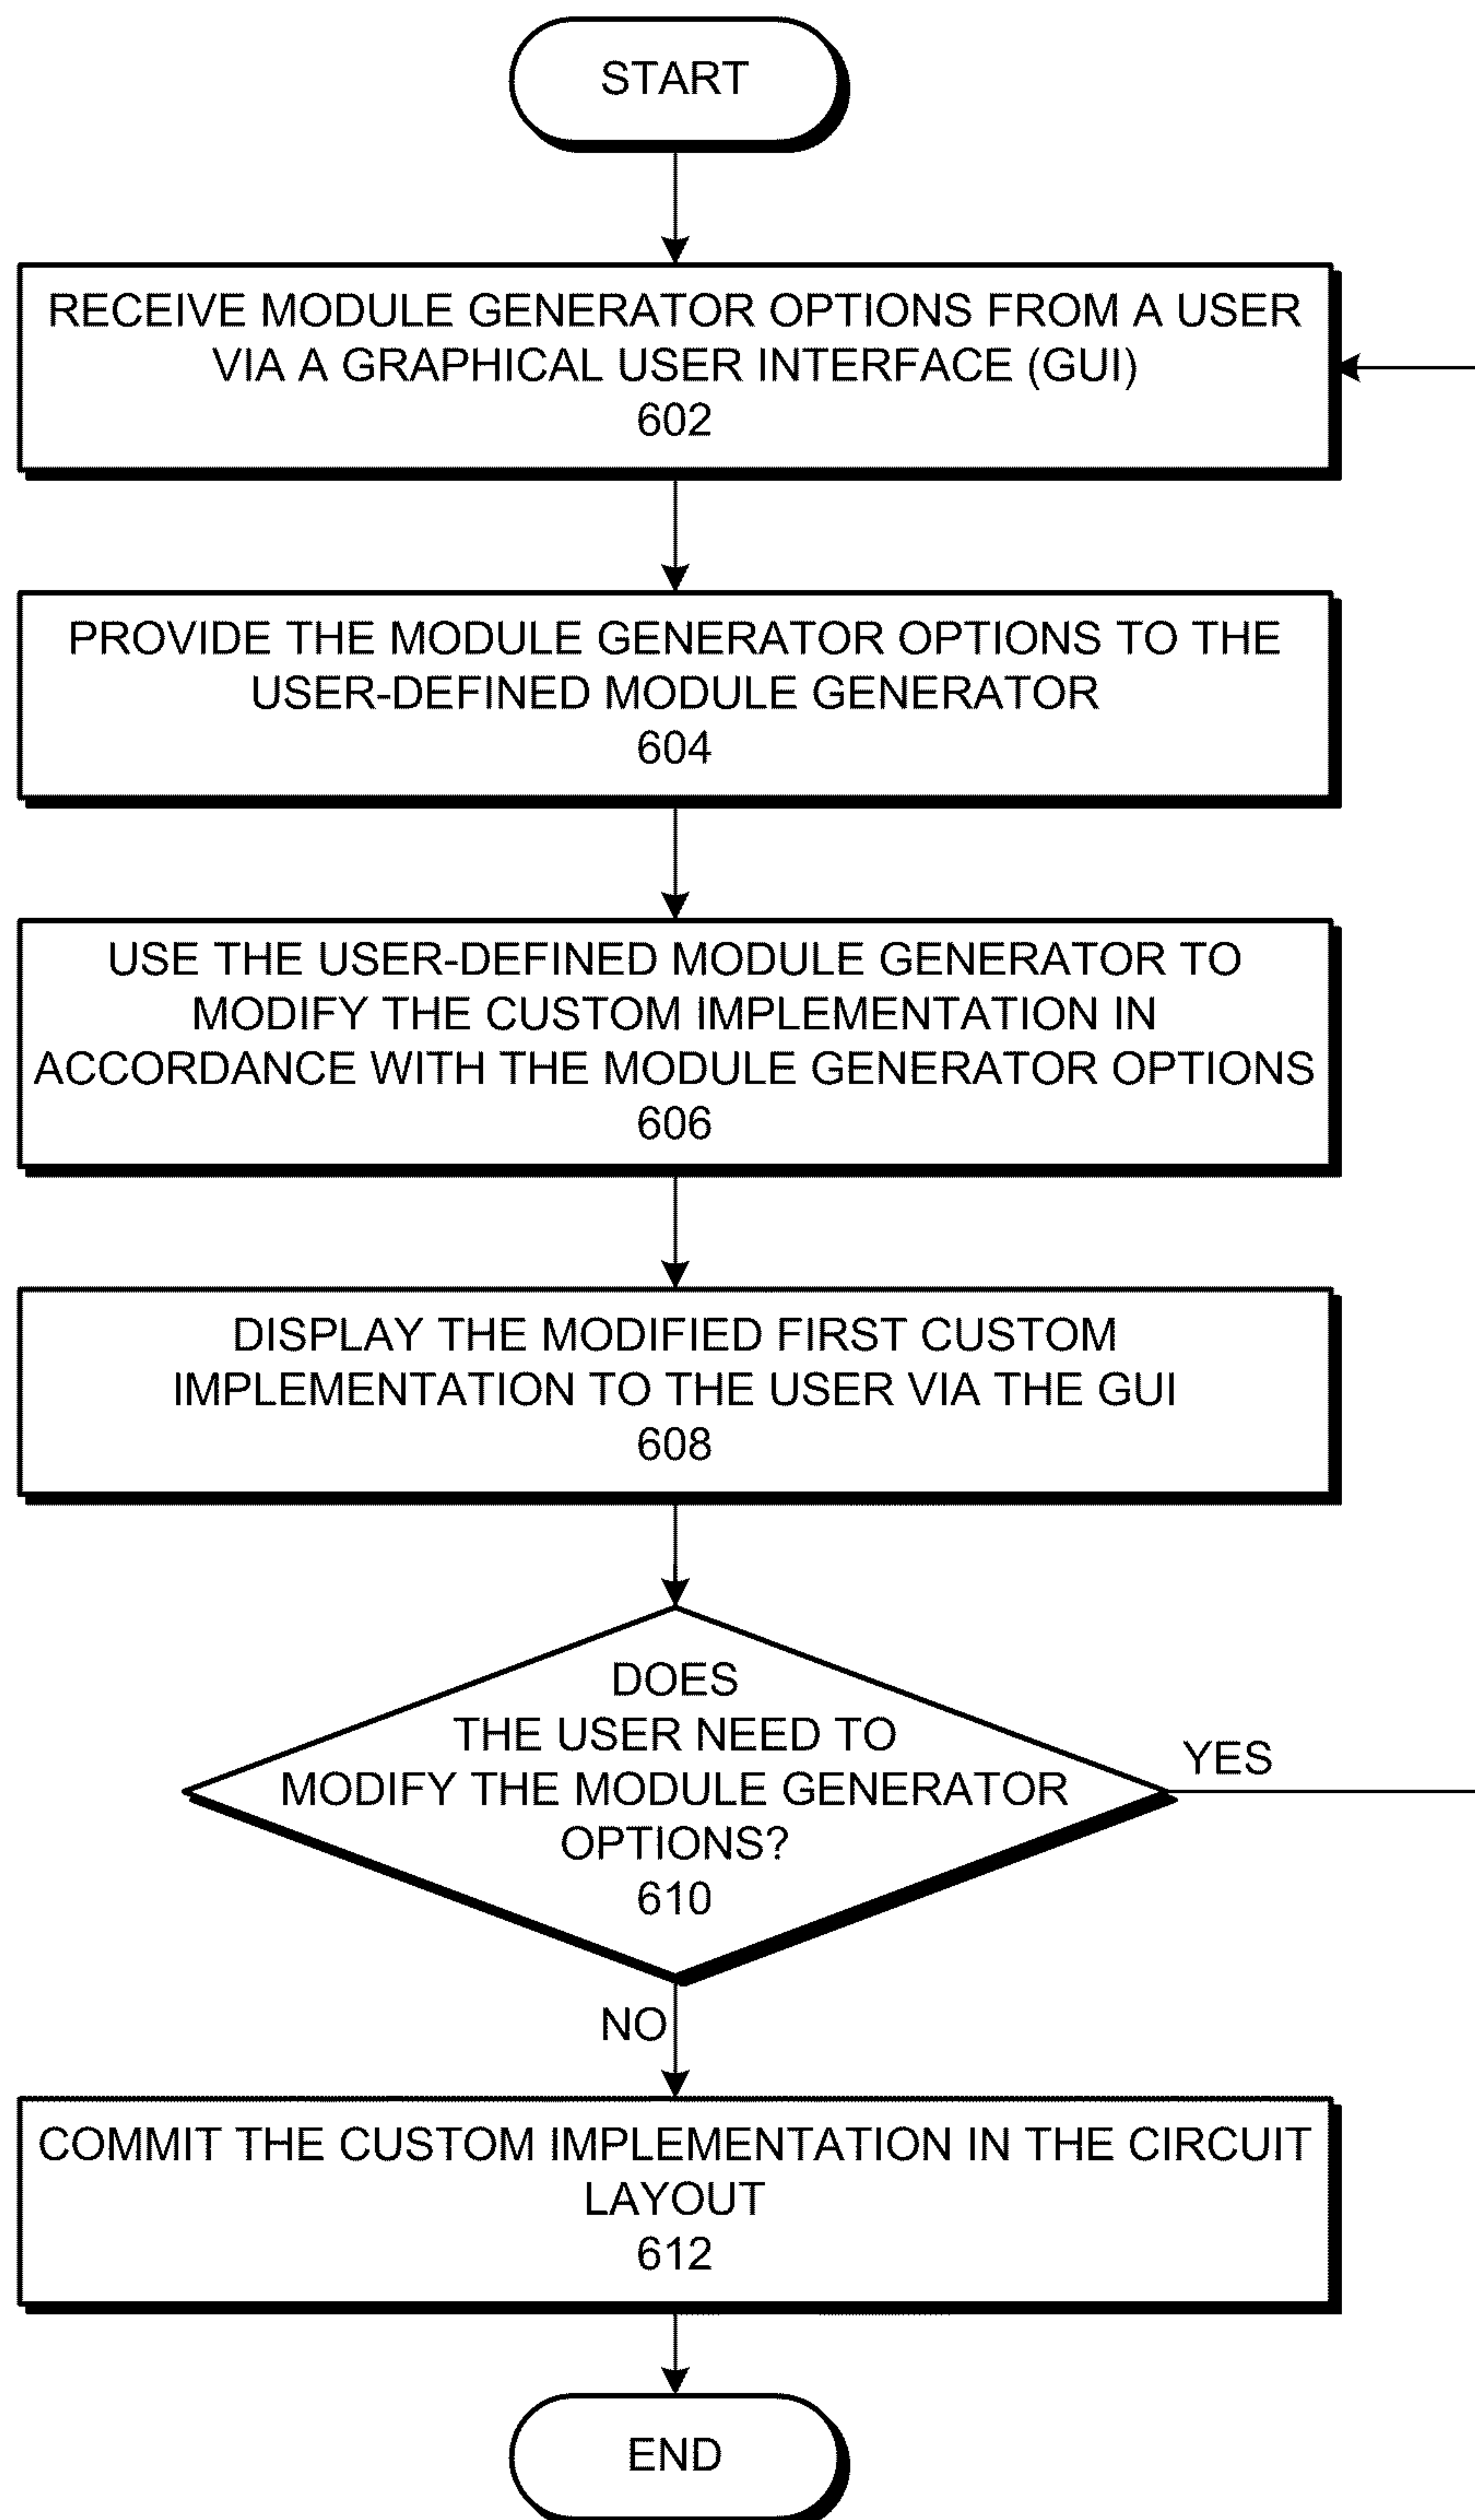 START
RECEIVE MODULE GENERATOR OPTIONS FROM A USER
VIA A GRAPHICAL USER INTERFACE (GUI)
602
PROVIDE THE MODULE GENERATOR OPTIONS TO THE
USER-DEFINED MODULE GENERATOR
604
USE THE USER-DEFINED MODULE GENERATOR TO
MODIFY THE CUSTOM IMPLEMENTATION IN
ACCORDANCE WITH THE MODULE GENERATOR OPTIONS
606
DISPLAY THE MODIFIED FIRST CUSTOM
IMPLEMENTATION TO THE USER VIA THE GUI
608
DOES
THE USER NEED TO
MODIFY THE MODULE GENERATOR
OPTIONS?
610
YES
NO
COMMIT THE CUSTOM IMPLEMENTATION IN THE CIRCUIT
LAYOUT
612
END